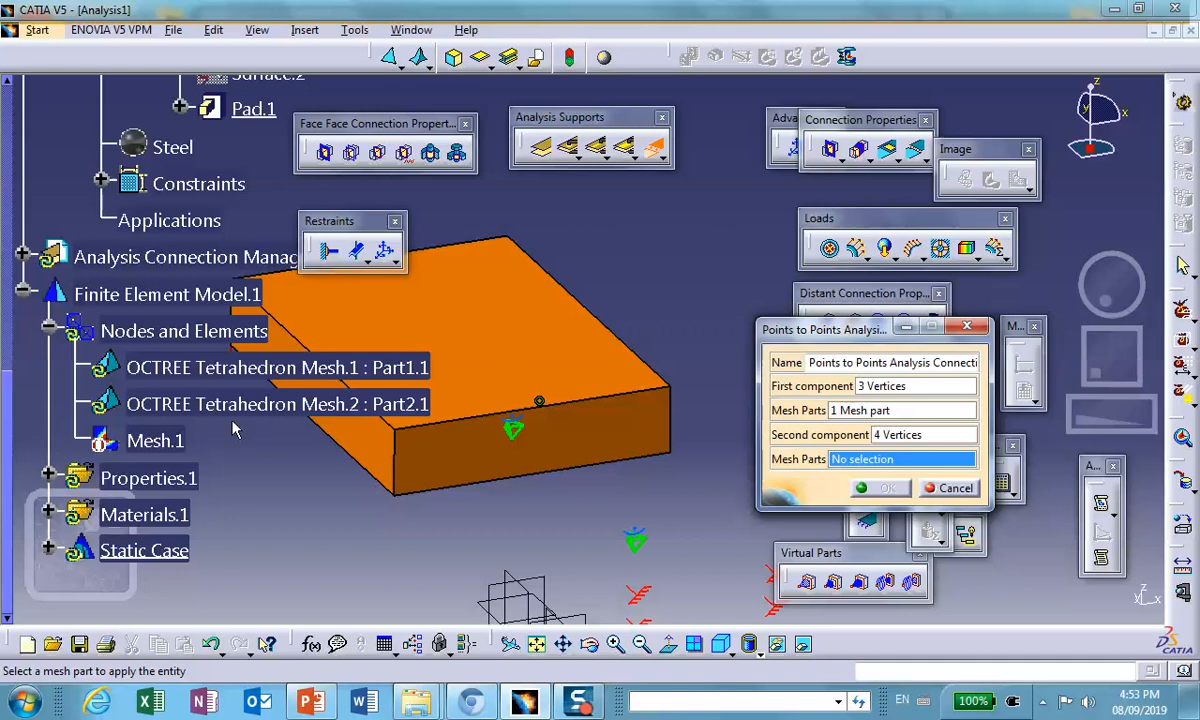 CATIA V5 - [Analysis1]
Start ENOVIA V5 VPM File Edit View Insert Tools Window Help
Surface.2
Pad.1
Steel
Constraints
Applications
Analysis Connection Manag
Finite Element Model.1
Nodes and Elements
OCTREE Tetrahedron Mesh.1 : Part1.1
OCTREE Tetrahedron Mesh.2 : Part2.1
Mesh.1
Properties.1
Materials.1
Static Case
Face Face Connection Propert...
Analysis Supports
Restraints
Adva
Connection Properties
Image
Loads
Distant Connection Prop...
M...
A...
Virtual Parts
Points to Points Analysi...
Name Points to Points Analysis Connecti
First component 3 Vertices
Mesh Parts 1 Mesh part
Second component 4 Vertices
Mesh Parts No selection
OK Cancel
z
x
z
y x
CATIA
Select a mesh part to apply the entity
EN 100% 4:53 PM
08/09/2019